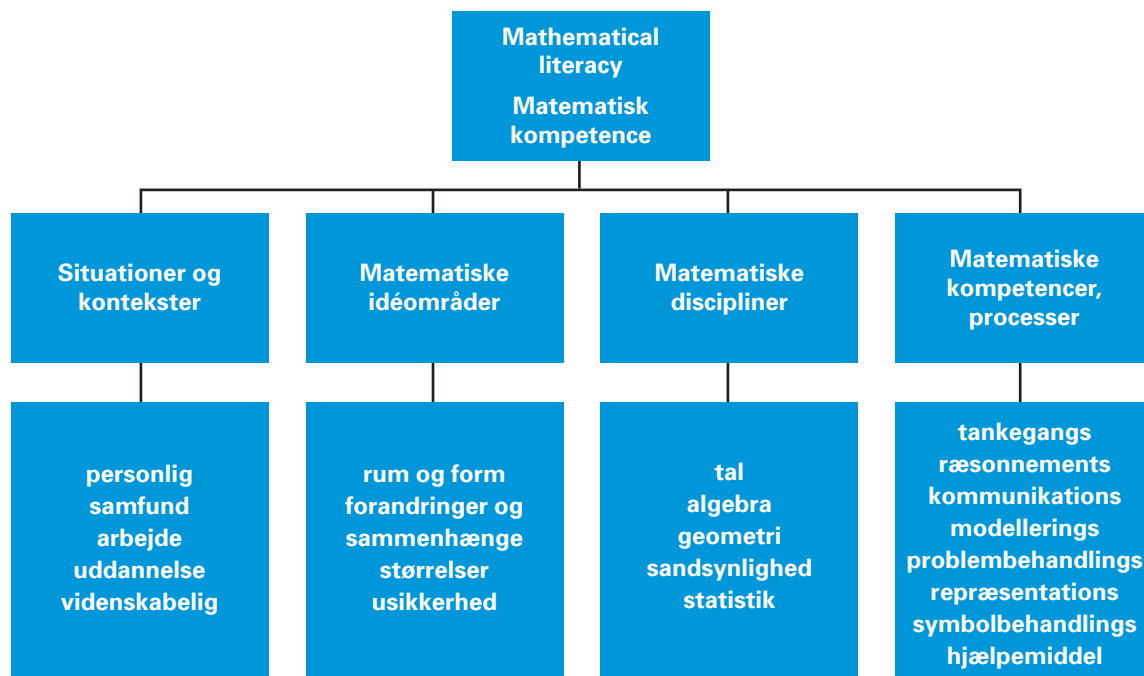 Mathematical
literacy
Matematisk
kompetence
Situationer og
kontekster
Matematiske
idéområder
Matematiske
discipliner
Matematiske
kompetencer,
processer
personlig
samfund
arbejde
uddannelse
videnskabelig
rum og form
forandringer og
sammenhænge
størrelser
usikkerhed
tal
algebra
geometri
sandsynlighed
statistik
tankegangs
ræsonnements
kommunikations
modellerings
problembehandlings
repræsentations
symbolbehandlings
hjælpemiddel